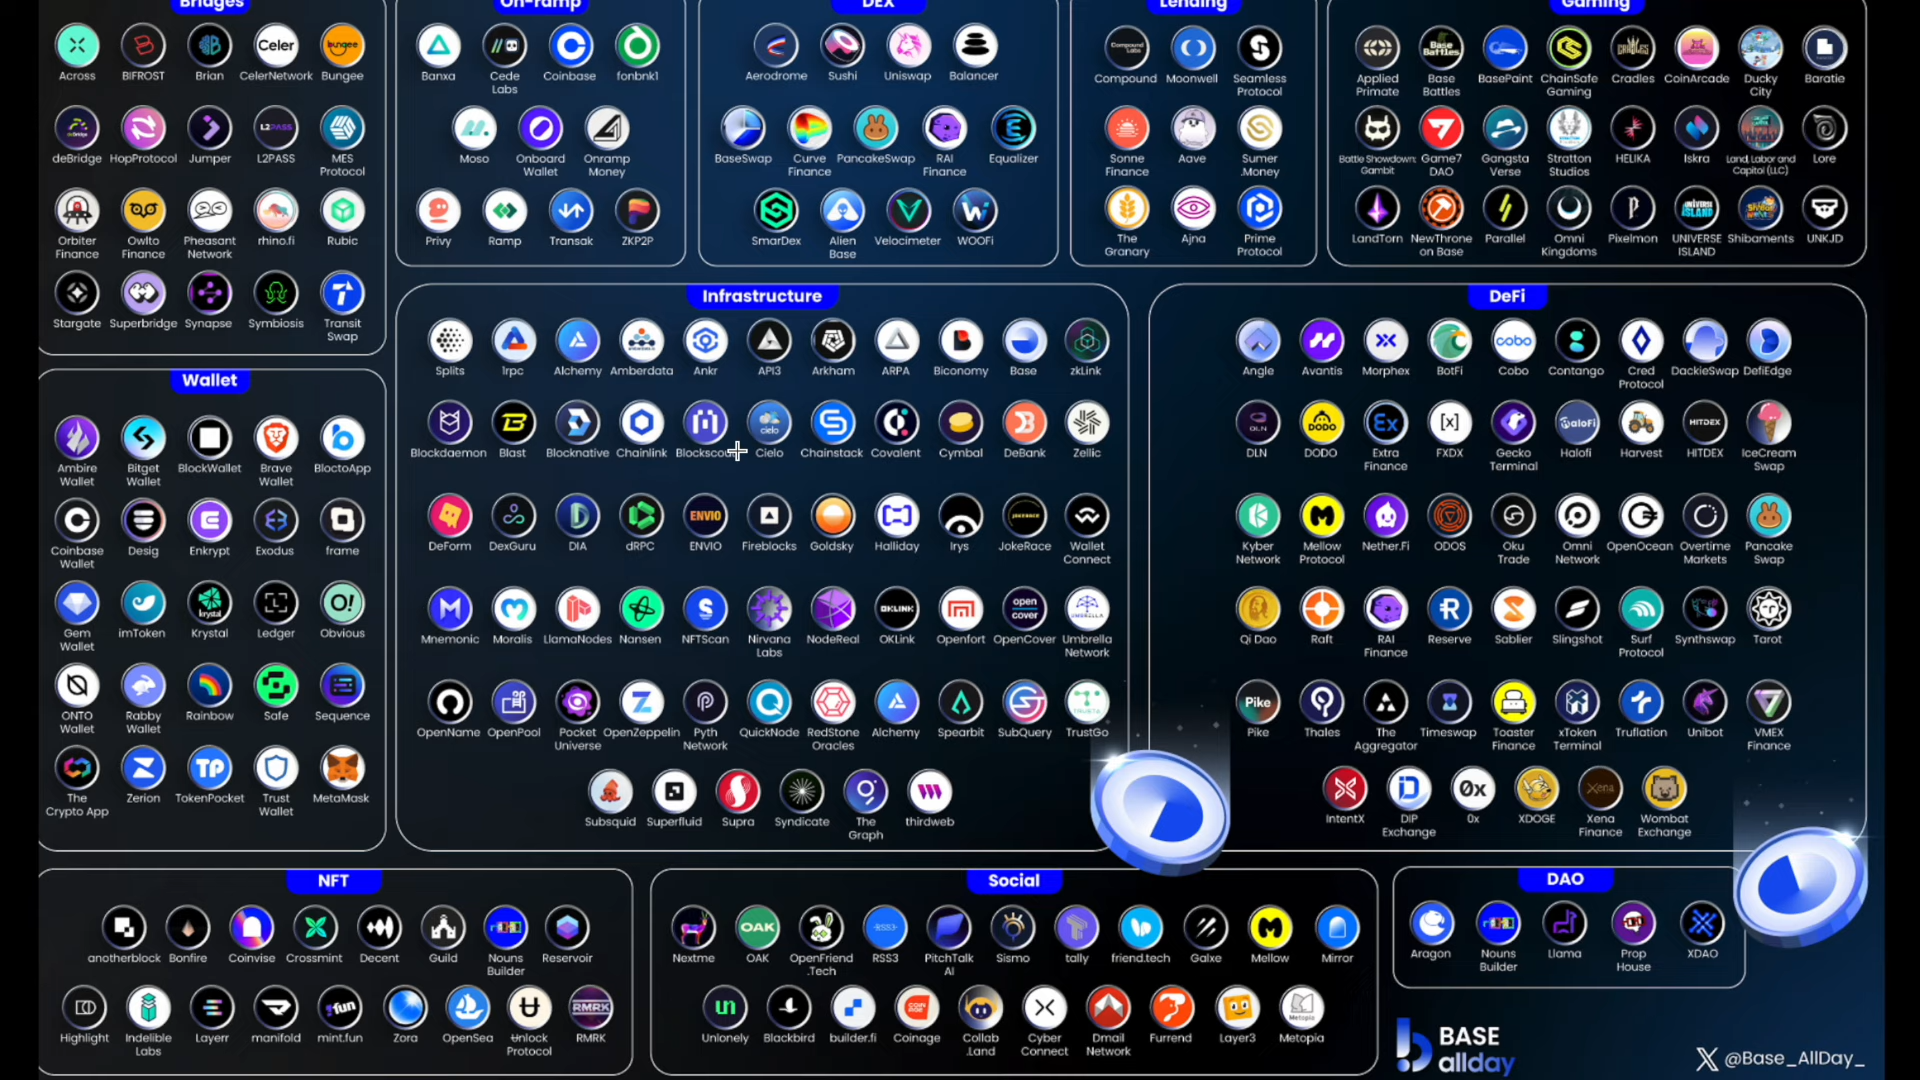 Bridges
Across BIFROST Brian CelerNetwork Bungee
deBridge HopProtocol Jumper L2PASS MES Protocol
Orbiter Finance Owlto Finance Pheasant Network rhino.fi Rubic
Stargate Superbridge Synapse Symbiosis Transit Swap
On-ramp
Banxa Cede Labs Coinbase fonbnk1
Moso Onboard Wallet Onramp Money
Privy Ramp Transak ZKP2P
DEX
Aerodrome Sushi Uniswap Balancer
BaseSwap Curve Finance PancakeSwap RAI Finance Equalizer
SmarDex Alien Base Velocimeter WOOFi
Lending
Compound Moonwell Seamless Protocol
Sonne Finance Aave Sumer .Money
The Granary Ajna Prime Protocol
Gaming
Applied Primate Base Battles BasePaint ChainSafe Gaming Cradles CoinArcade Ducky City Baratie
Battle Showdown: Gambit Game7 DAO Gangsta Verse Stratton Studios HELIKA Iskra Land, Labor and Capitol (LLC) Lore
LandTorn NewThrone on Base Parallel Omni Kingdoms Pixelmon UNIVERSE ISLAND Shibaments UNKJD
Wallet
Ambire Wallet Bitget Wallet BlockWallet Brave Wallet BloctoApp
Coinbase Wallet Desig Enkrypt Exodus frame
Gem Wallet imToken Krystal Ledger Obvious
ONTO Wallet Rabby Wallet Rainbow Safe Sequence
The Crypto App Zerion TokenPocket Trust Wallet MetaMask
Infrastructure
Splits 1rpc Alchemy Amberdata Ankr API3 Arkham ARPA Biconomy Base zkLink
Blockdaemon Blast Blocknative Chainlink Cielo Chainstack Covalent Cymbal DeBank Zellic
DeForm DexGuru DIA dRPC ENVIO Fireblocks Goldsky Halliday Irys JokeRace Wallet Connect
Mnemonic Moralis LlamaNodes Nansen NFTScan Nirvana Labs NodeReal OKLink Openfort OpenCover Umbrella Network
OpenName OpenPool Pocket Universe OpenZeppelin Pyth Network QuickNode RedStone Oracles Alchemy Spearbit SubQuery TrustGo
Subsquid Superfluid Supra Syndicate The Graph thirdweb
DeFi
Angle Avantis Morphex BotFi Cobo Contango Cred Protocol DackieSwap DefiEdge
DLN DODO Extra Finance FXDX Gecko Terminal Halofi Harvest HITDEX IceCream Swap
Kyber Network Mellow Protocol Nether.Fi ODOS Oku Trade Omni Network OpenOcean Overtime Markets Pancake Swap
Qi Dao Raft RAI Finance Reserve Sablier Slingshot Surf Protocol Synthswap Tarot
Pike Thales The Aggregator Timeswap Toaster Finance xToken Terminal Truflation Unibot VMEX Finance
IntentX DIP Exchange 0x XDOGE Xena Finance Wombat Exchange
NFT
anotherblock Bonfire Coinvise Crossmint Decent Guild Nouns Builder Reservoir
Highlight Indelible Labs Layerr manifold mint.fun Zora OpenSea Unlock Protocol RMRK
Social
Nextme OAK OpenFriend .Tech RSS3 PitchTalk AI Sismo tally friend.tech Galxe Mellow Mirror
Unlonely Blackbird builder.fi Coinage Collab .Land Cyber Connect Dmail Network Furrend Layer3 Metopia
DAO
Aragon Nouns Builder Llama Prop House XDAO
BASE
allday
@Base_AllDay_